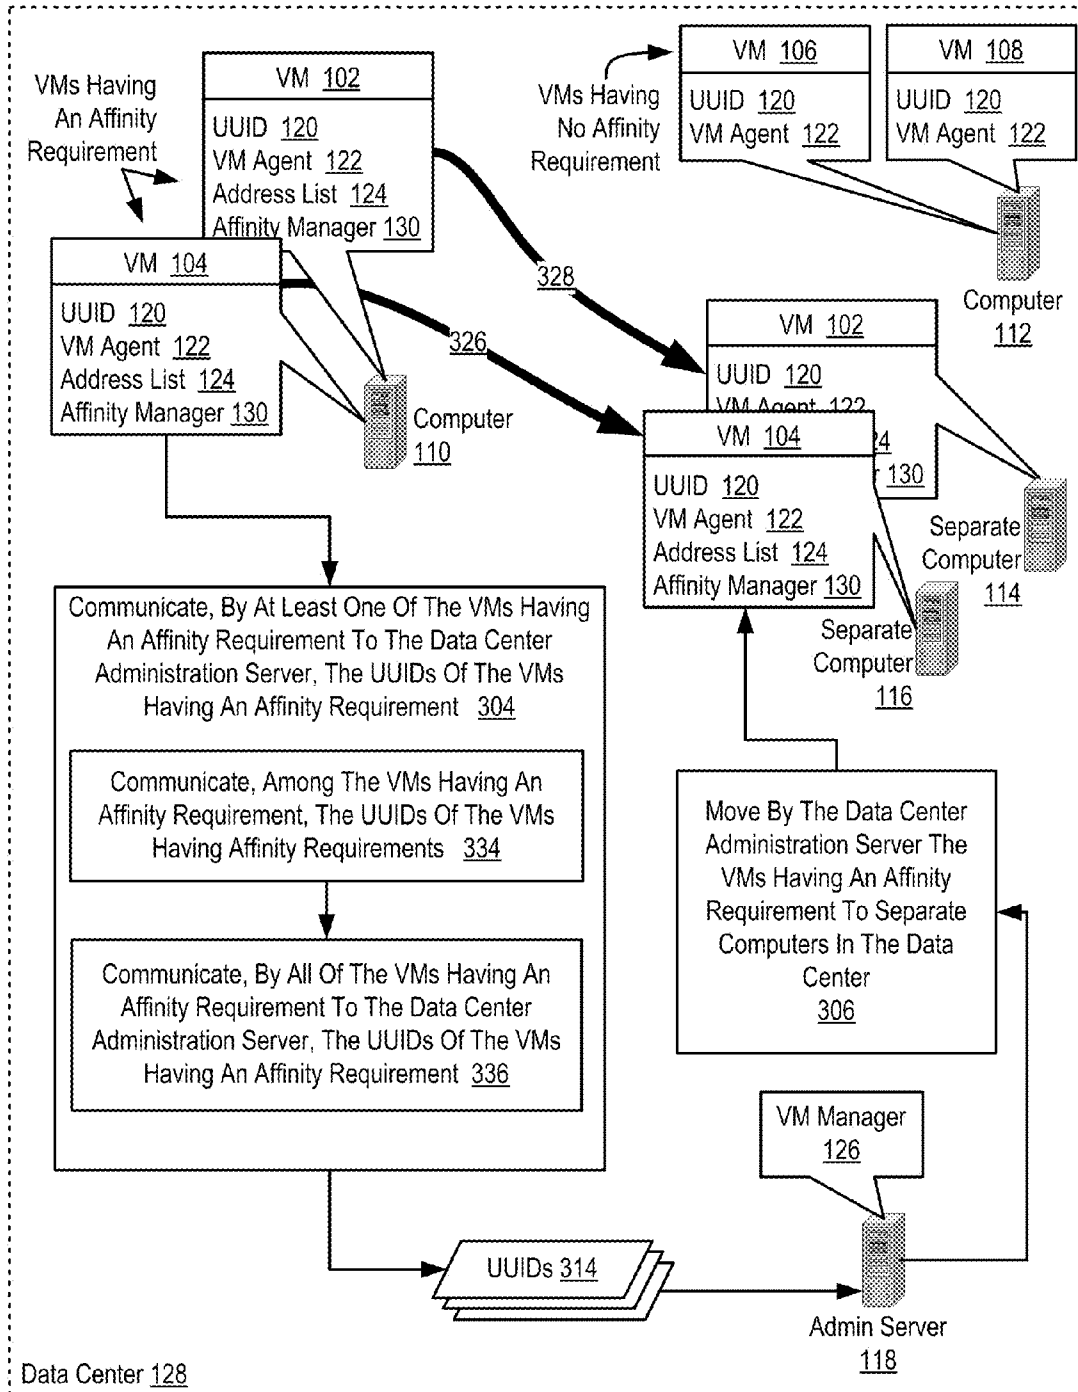 VMs Having
An Affinity
Requirement
VM 102
UUID 120
VM Agent 122
Address List 124
Affinity Manager 130
VM 104
UUID 120
VM Agent 122
Address List 124
Affinity Manager 130
Computer
110
VMs Having
No Affinity
Requirement
VM 106
UUID 120
VM Agent 122
VM 108
UUID 120
VM Agent 122
Computer
112
328
326
VM 102
UUID 120
VM Agent 122
24
r 130
VM 104
UUID 120
VM Agent 122
Address List 124
Affinity Manager 130
Separate
Computer
114
Separate
Computer
116
Communicate, By At Least One Of The VMs Having
An Affinity Requirement To The Data Center
Administration Server, The UUIDs Of The VMs
Having An Affinity Requirement 304
Communicate, Among The VMs Having An
Affinity Requirement, The UUIDs Of The VMs
Having Affinity Requirements 334
Communicate, By All Of The VMs Having An
Affinity Requirement To The Data Center
Administration Server, The UUIDs Of The VMs
Having An Affinity Requirement 336
Move By The Data Center
Administration Server The
VMs Having An Affinity
Requirement To Separate
Computers In The Data
Center
306
VM Manager
126
UUIDs 314
Admin Server
118
Data Center 128